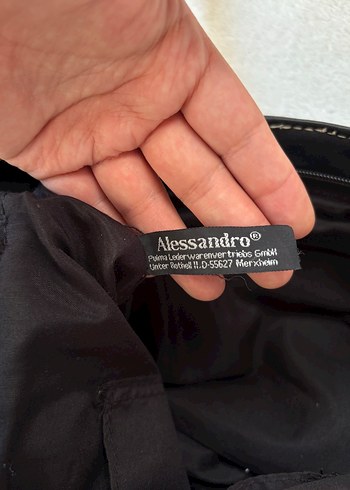 Alessandro®
Palma Lederwarenvertriebs GmbH
Unter Rothell 11.D-55627 Merxheim